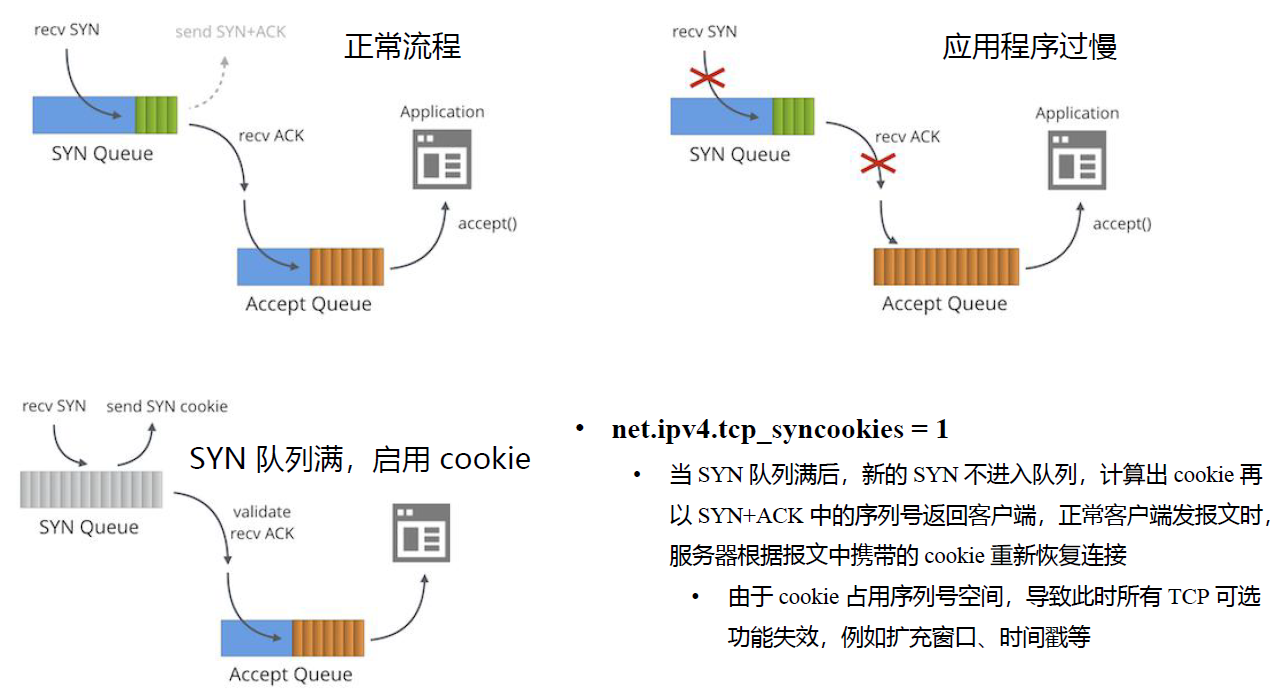 正常流程
recv SYN
send SYN+ACK
SYN Queue
recv ACK
Application
accept()
Accept Queue
应用程序过慢
recv SYN
SYN Queue
recv ACK
Application
accept()
Accept Queue
SYN 队列满，启用 cookie
recv SYN
send SYN cookie
SYN Queue
validate
recv ACK
Accept Queue
• net.ipv4.tcp_syncookies = 1
• 当 SYN 队列满后，新的 SYN 不进入队列，计算出 cookie 再
以 SYN+ACK 中的序列号返回客户端，正常客户端发报文时，
服务器根据报文中携带的 cookie 重新恢复连接
• 由于 cookie 占用序列号空间，导致此时所有 TCP 可选
功能失效，例如扩充窗口、时间戳等